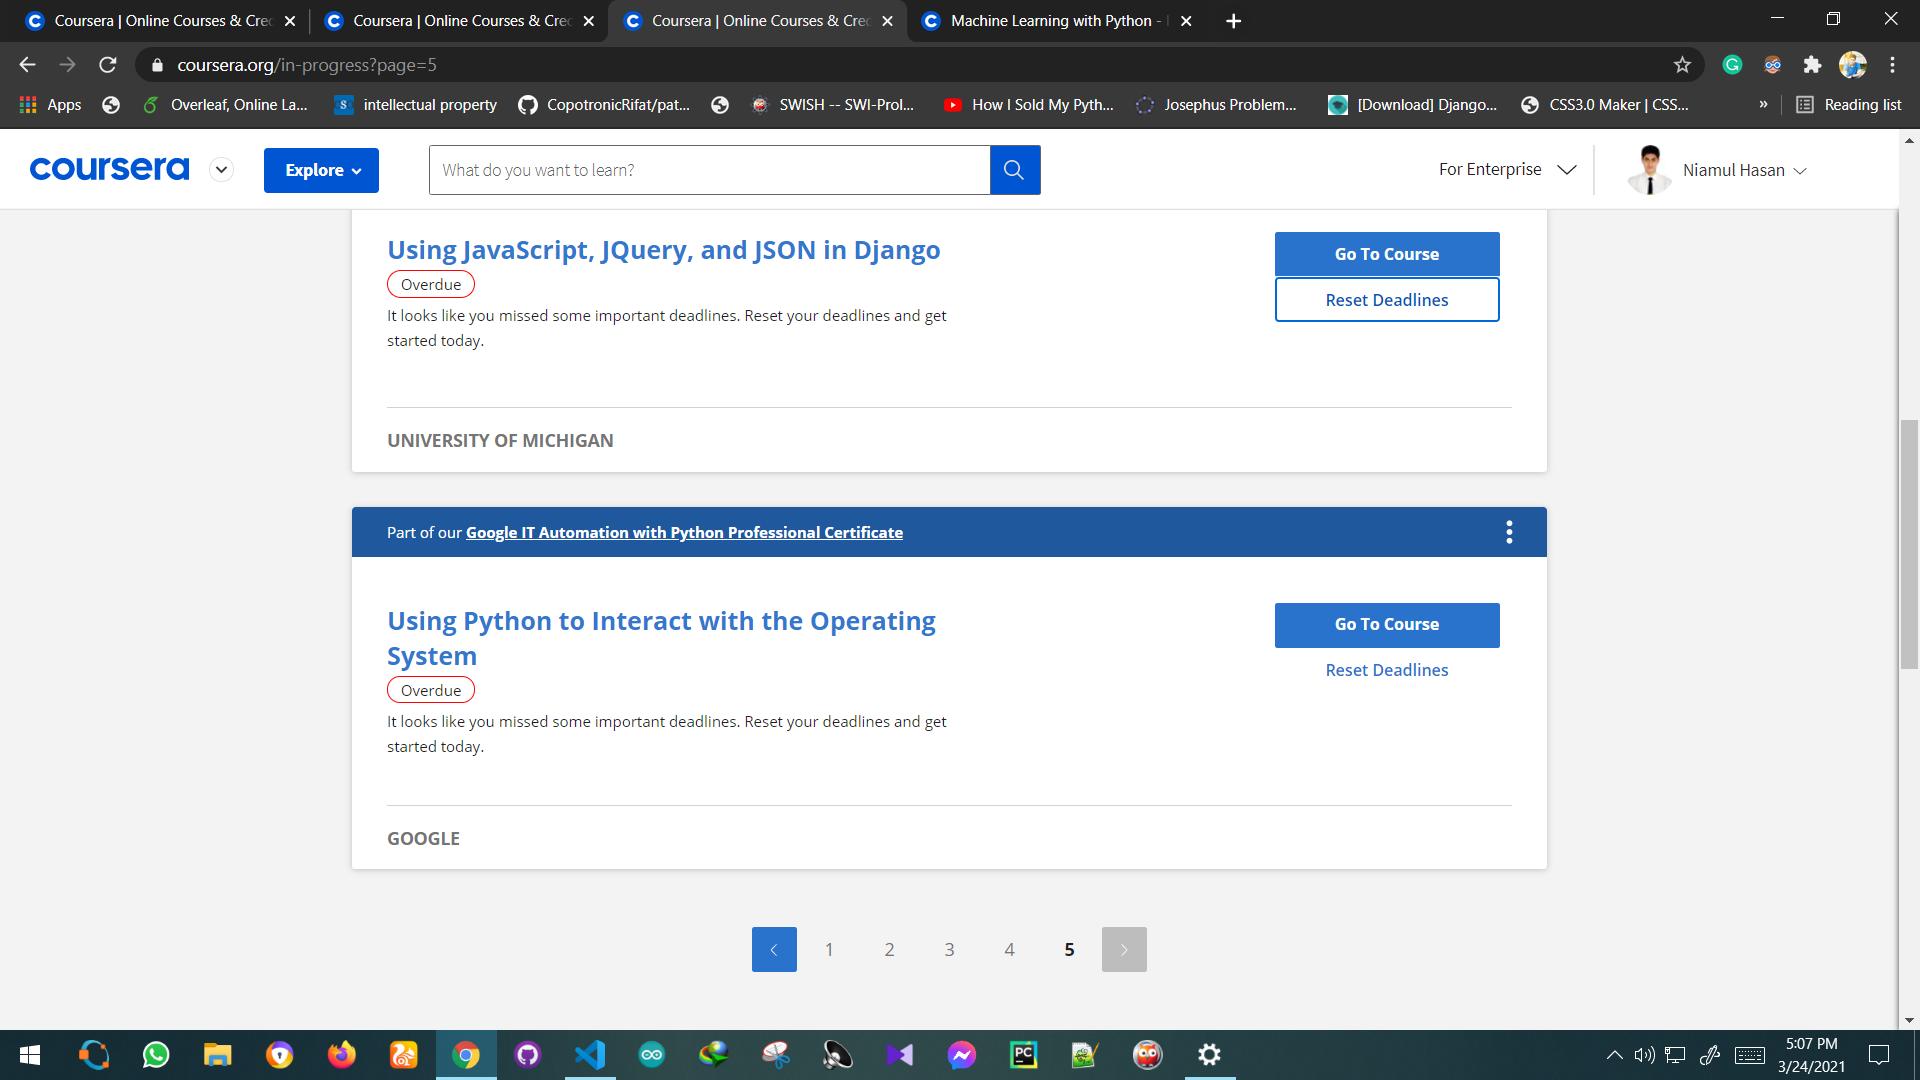 Coursera | Online Courses & Cred
Coursera | Online Courses & Cred
Coursera | Online Courses & Cred
Machine Learning with Python -
coursera.org/in-progress?page=5
Apps
Overleaf, Online La...
intellectual property
CopotronicRifat/pat...
SWISH -- SWI-Prol...
How I Sold My Pyth...
Josephus Problem...
[Download] Django...
CSS3.0 Maker | CSS...
»
Reading list
coursera
Explore
What do you want to learn?
For Enterprise
Niamul Hasan
Using JavaScript, JQuery, and JSON in Django
Overdue
It looks like you missed some important deadlines. Reset your deadlines and get
started today.
Go To Course
Reset Deadlines
UNIVERSITY OF MICHIGAN
Part of our Google IT Automation with Python Professional Certificate
Using Python to Interact with the Operating
System
Overdue
It looks like you missed some important deadlines. Reset your deadlines and get
started today.
Go To Course
Reset Deadlines
GOOGLE
1 2 3 4 5
5:07 PM
3/24/2021